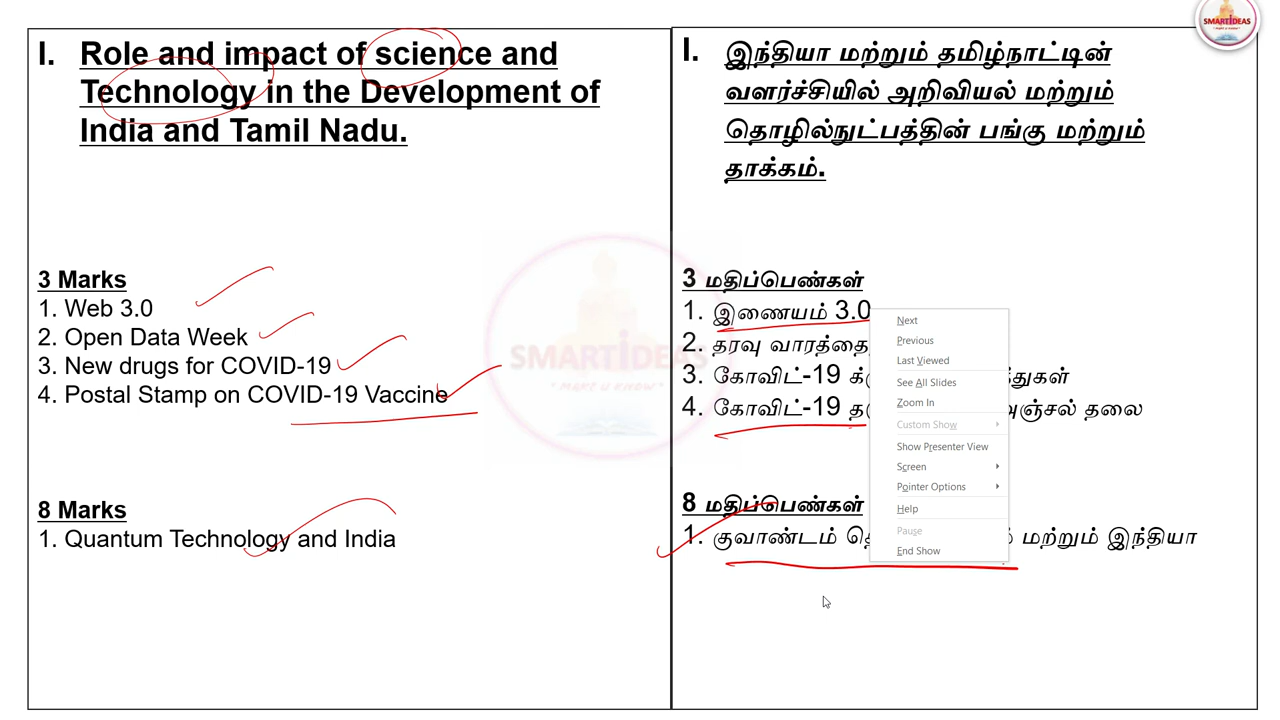 SMARTIDEAS
I. Role and impact of science and
Technology in the Development of
India and Tamil Nadu.
3 Marks
1. Web 3.0
2. Open Data Week
3. New drugs for COVID-19
4. Postal Stamp on COVID-19 Vaccine
8 Marks
1. Quantum Technology and India
I. இந்தியா மற்றும் தமிழ்நாட்டின்
வளர்ச்சியில் அறிவியல் மற்றும்
தொழில்நுட்பத்தின் பங்கு மற்றும்
தாக்கம்.
3 மதிப்பெண்கள்
1. இணையம் 3.0
2. தரவு
3. கோவிட்-19
4. கோவிட்-19 தலை
8 மதிப்பெண்கள்
1. குவாண்டம் மற்றும் இந்தியா
SMARTIDEAS
"MAKE U KNOW"
Next
Previous
Last Viewed
See All Slides
Zoom In
Custom Show
Show Presenter View
Screen
Pointer Options
Help
Pause
End Show